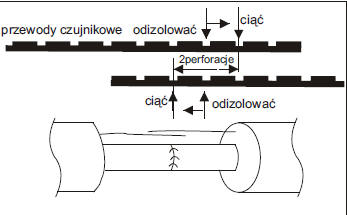 przewody czujnikowe odizolować ciąć
2perforacje
ciąć odizolować